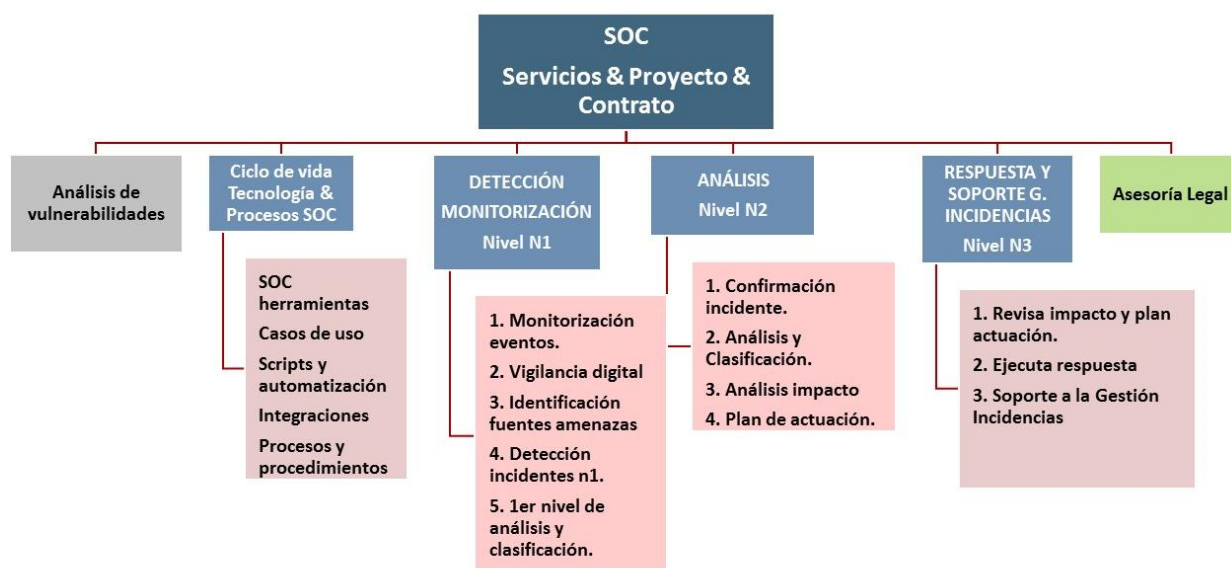 SOC
Servicios & Proyecto &
Contrato
Análisis de
vulnerabilidades
Ciclo de vida
Tecnología &
Procesos SOC
DETECCIÓN
MONITORIZACIÓN
Nivel N1
ANÁLISIS
Nivel N2
RESPUESTA Y
SOPORTE G.
INCIDENCIAS
Nivel N3
Asesoría Legal
SOC
herramientas
Casos de uso
Scripts y
automatización
Integraciones
Procesos y
procedimientos
1. Monitorización
eventos.
2. Vigilancia digital
3. Identificación
fuentes amenazas
4. Detección
incidentes n1.
5. 1er nivel de
análisis y
clasificación.
1. Confirmación
incidente.
2. Análisis y
Clasificación.
3. Análisis impacto
4. Plan de actuación.
1. Revisa impacto y plan
actuación.
2. Ejecuta respuesta
3. Soporte a la Gestión
Incidencias